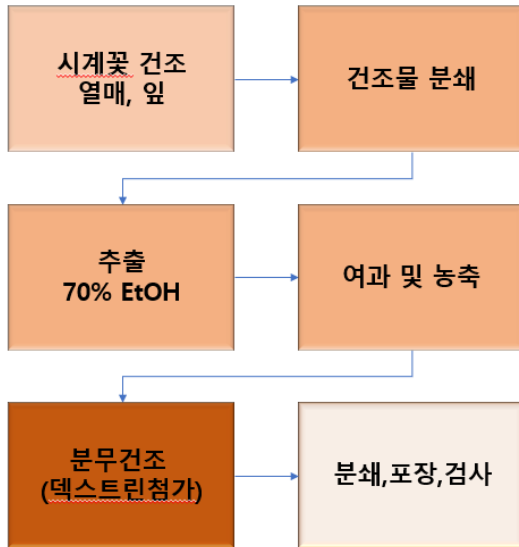 시계꽃 건조
열매, 잎
건조물 분쇄
추출
70% EtOH
여과 및 농축
분무건조
(덱스트린첨가)
분쇄,포장,검사